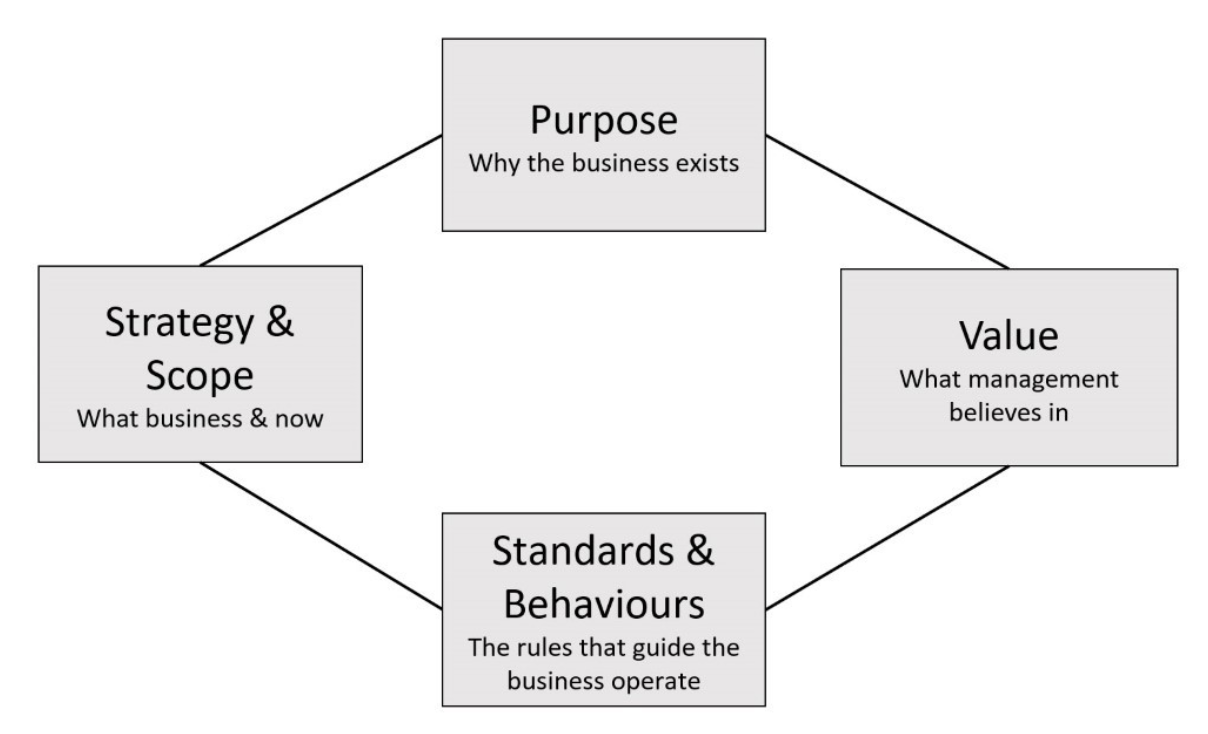 Purpose
Why the business exists
Strategy &
Scope
What business & now
Value
What management
believes in
Standards &
Behaviours
The rules that guide the
business operate